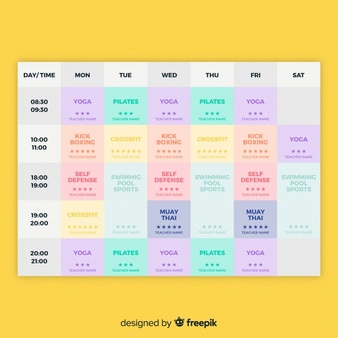 DAY/ TIME MON TUE WED THU FRI SAT
08:30 YOGA PILATES YOGA PILATES YOGA
09:30 TEACHER NAME TEACHER NAME TEACHER NAME TEACHER NAME TEACHER NAME
10:00 KICK CROSSFIT KICK CROSSFIT KICK YOGA
11:00 BOXING BOXING BOXING
TEACHER NAME TEACHER NAME TEACHER NAME TEACHER NAME TEACHER NAME TEACHER NAME
18:00 SELF SWIMMING SELF SWIMMING SELF SWIMMING
19:00 DEFENSE POOL DEFENSE POOL DEFENSE POOL
SPORTS SPORTS SPORTS
TEACHER NAME TEACHER NAME TEACHER NAME
19:00 CROSSFIT MUAY MUAY
20:00 THAI THAI
TEACHER NAME TEACHER NAME TEACHER NAME TEACHER NAME TEACHER NAME TEACHER NAME
20:00 YOGA PILATES YOGA PILATES YOGA
21:00 TEACHER NAME TEACHER NAME TEACHER NAME TEACHER NAME TEACHER NAME
designed by freepik